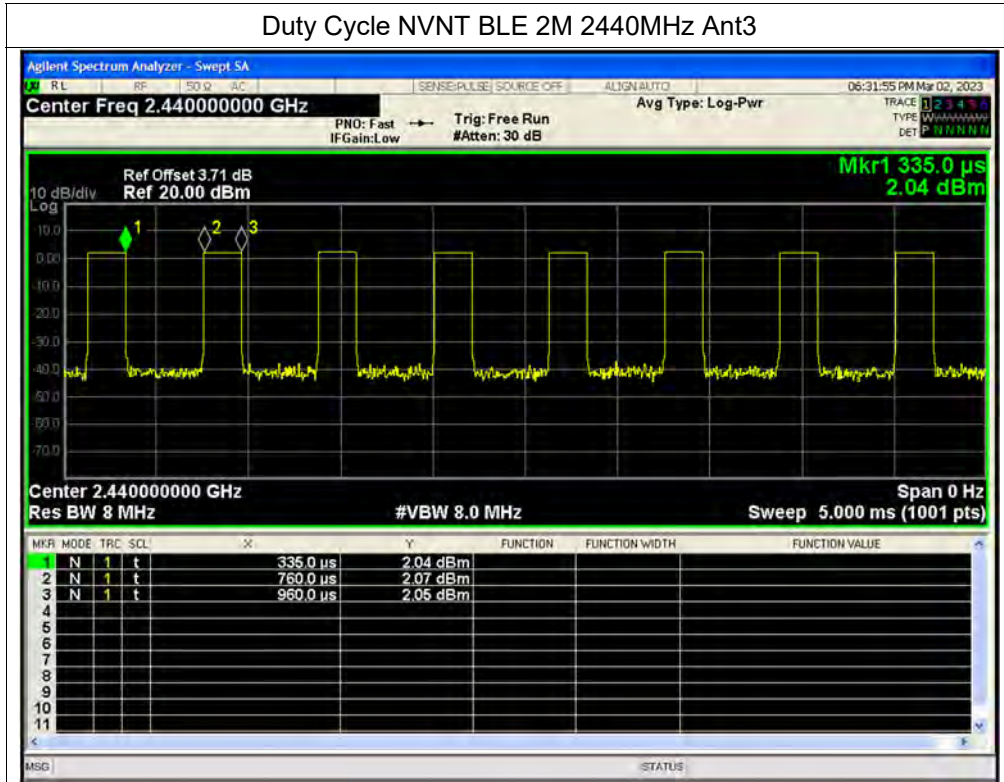 Duty Cycle NVNT BLE 2M 2440MHz Ant3
Agilent Spectrum Analyzer - Swept SA
RL RF 50 Ω AC SENSE:PULSE SOURCE OFF ALIGN AUTO 06:31:55 PM Mar 02, 2023
Center Freq 2.440000000 GHz Avg Type: Log-Pwr TRACE 1 2 3 4 5 6
PNO: Fast Trig: Free Run TYPE W
IFGain:Low #Atten: 30 dB DET P N N N N N
Mkr1 335.0 µs
Ref Offset 3.71 dB
10 dB/div Ref 20.00 dBm 2.04 dBm
Log
10.0
1 2 3
0.00
-10.0
-20.0
-30.0
-40.0
-50.0
-60.0
-70.0
Center 2.440000000 GHz Span 0 Hz
Res BW 8 MHz #VBW 8.0 MHz Sweep 5.000 ms (1001 pts)
MKR MODE TRC SCL X Y FUNCTION FUNCTION WIDTH FUNCTION VALUE
1 N 1 t 335.0 µs 2.04 dBm
2 N 1 t 760.0 µs 2.07 dBm
3 N 1 t 960.0 µs 2.05 dBm
4
5
6
7
8
9
10
11
MSG STATUS